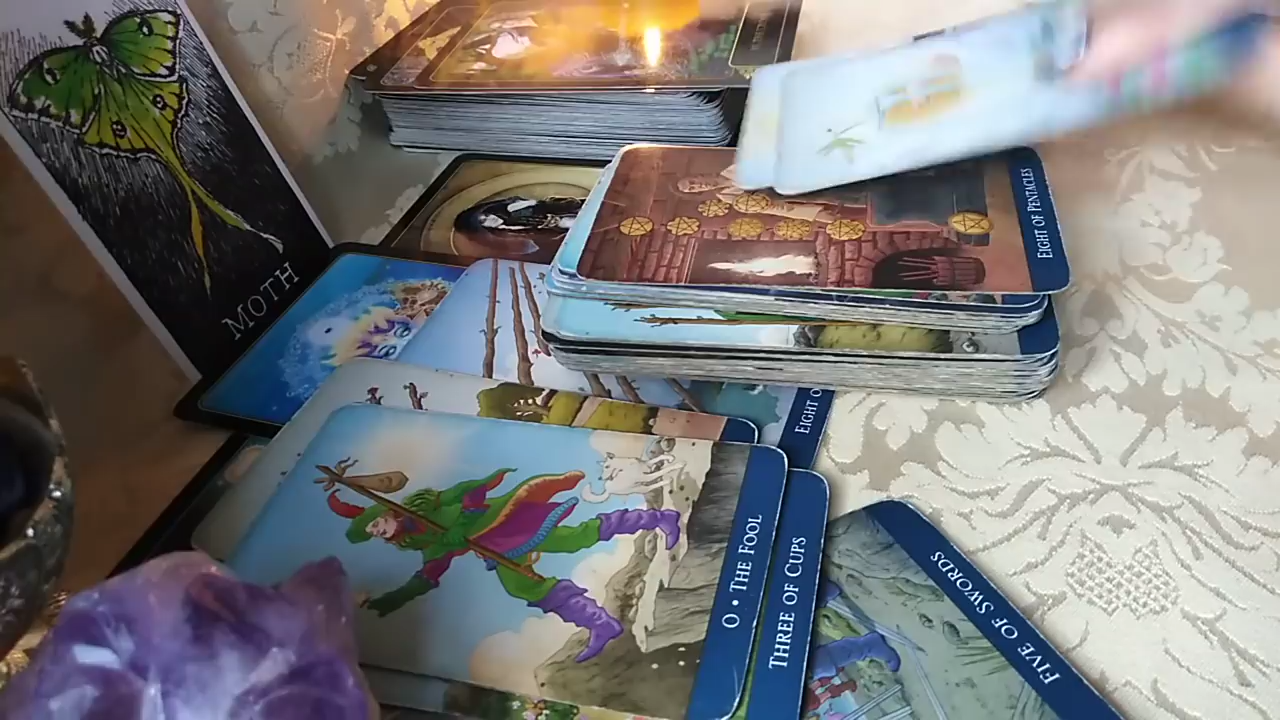 MOTH
EIGHT OF PENTACLES
EIGHT O
0 • THE FOOL
THREE OF CUPS
FIVE OF SWORDS